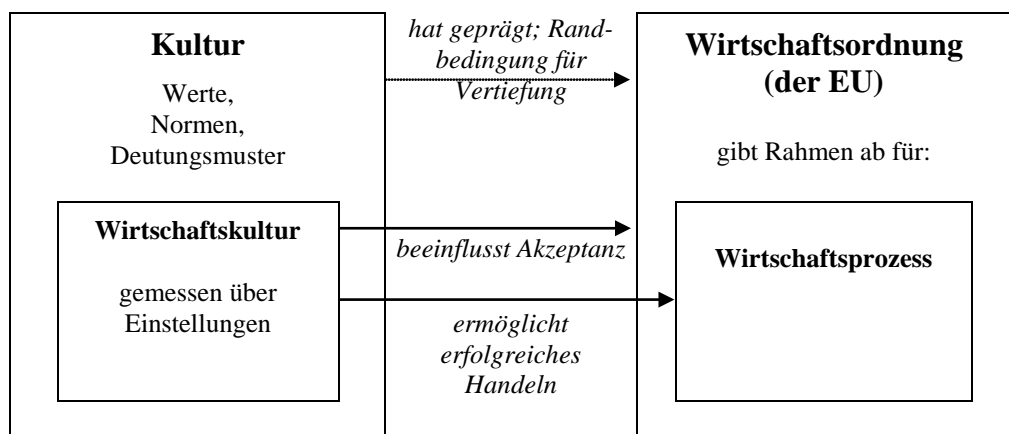 Kultur
Werte,
Normen,
Deutungsmuster
Wirtschaftskultur
gemessen über
Einstellungen
hat geprägt; Rand-
bedingung für
Vertiefung
beeinflusst Akzeptanz
ermöglicht
erfolgreiches
Handeln
Wirtschaftsordnung
(der EU)
gibt Rahmen ab für:
Wirtschaftsprozess